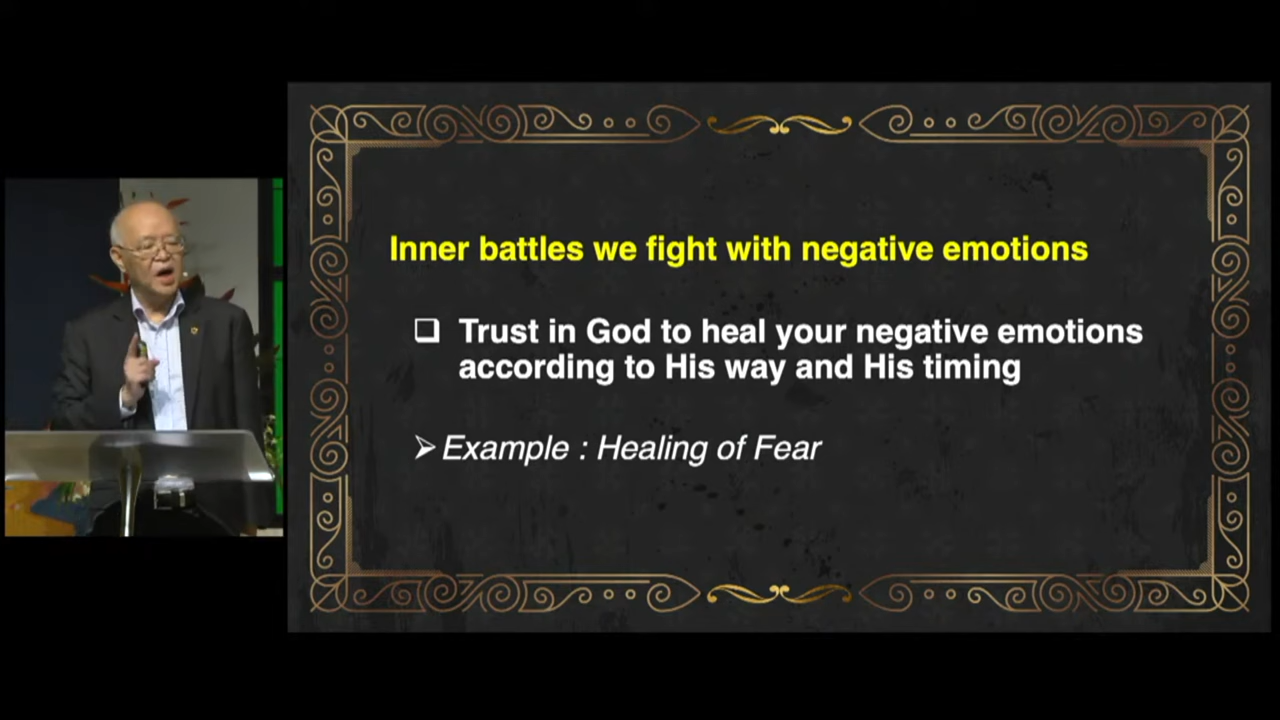 Inner battles we fight with negative emotions
❑ Trust in God to heal your negative emotions
according to His way and His timing
➢ Example : Healing of Fear